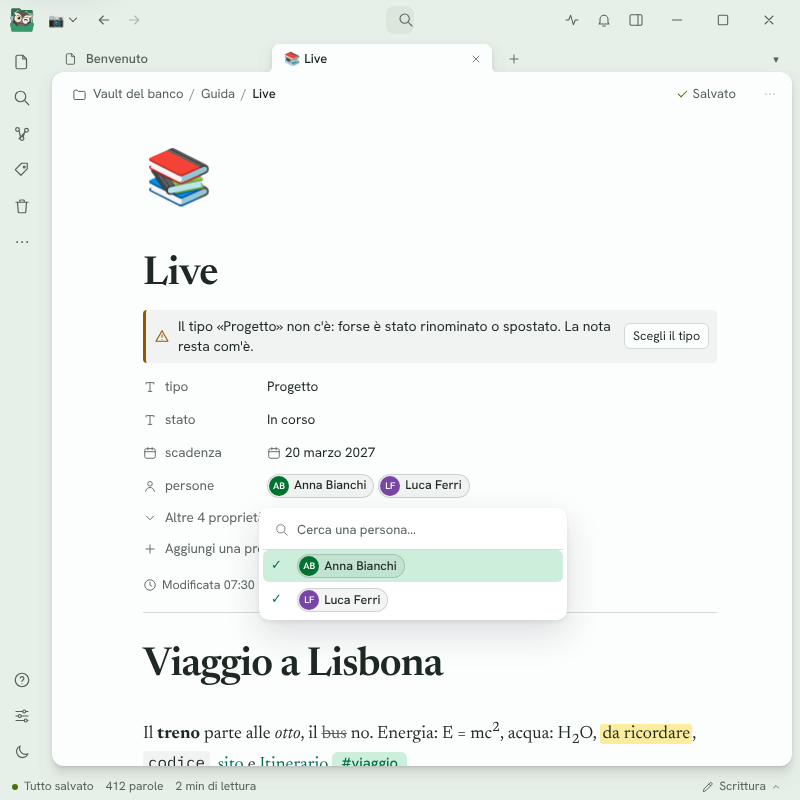 Benvenuto
Live
Vault del banco / Guida / Live
Salvato
Live
Il tipo «Progetto» non c'è: forse è stato rinominato o spostato. La nota
resta com'è.
Scegli il tipo
tipo Progetto
stato In corso
scadenza 20 marzo 2027
persone AB Anna Bianchi LF Luca Ferri
Altre 4 propriet
Cerca una persona...
Aggiungi una pr
AB Anna Bianchi
Modificata 07:30
LF Luca Ferri
Viaggio a Lisbona
Il treno parte alle otto, il bus no. Energia: E = mc², acqua: H₂O, da ricordare,
codice sito e Itinerario #viaggio
Tutto salvato 412 parole 2 min di lettura
Scrittura